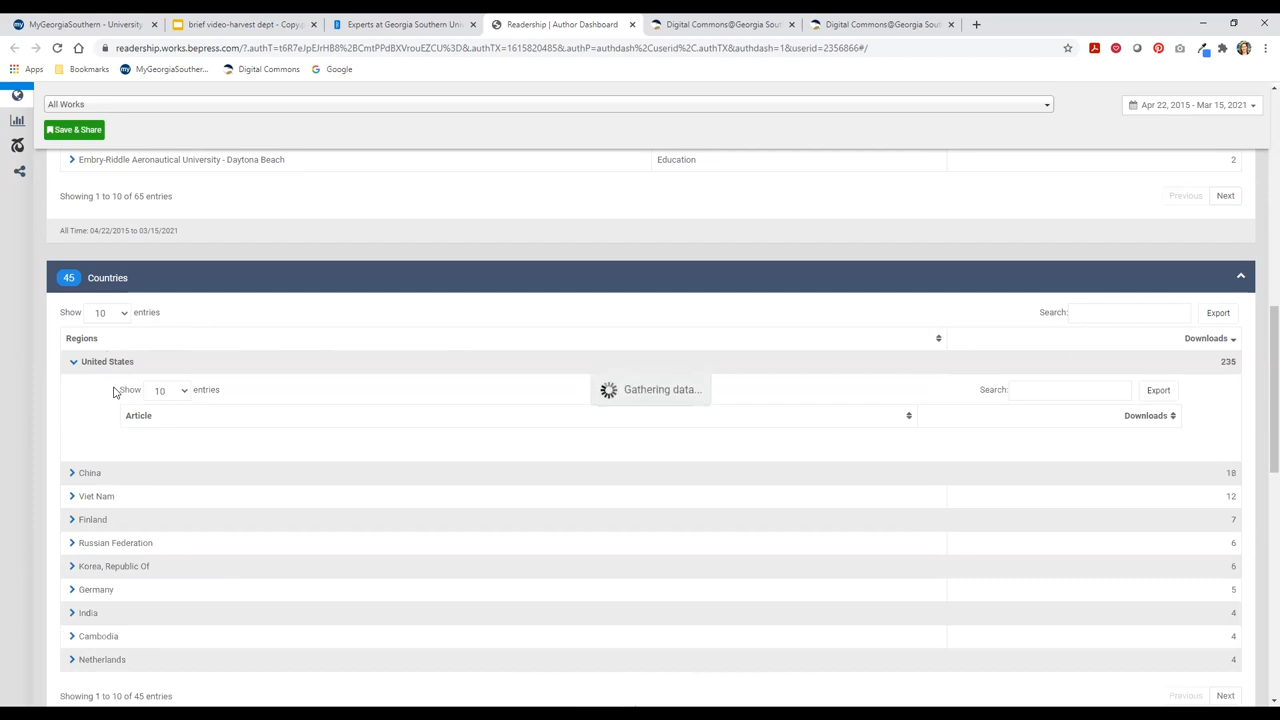 MyGeorgiaSouthern - University
brief video-harvest dept - Copy
Experts at Georgia Southern Uni
Readership | Author Dashboard
Digital Commons@Georgia Sou
Digital Commons@Georgia Sou
readership.works.bepress.com/?.authT=t6R7eJpEJrHB8%2BCmtPPdBXVrouEZCU%3D&.authTX=1615820485&.authP=authdash%2Cuserid%2C.authTX&authdash=1&userid=2356866#/
Apps
Bookmarks
MyGeorgiaSouther...
Digital Commons
Google
All Works
Apr 22, 2015 - Mar 15, 2021
Save & Share
Embry-Riddle Aeronautical University - Daytona Beach Education 2
Showing 1 to 10 of 65 entries
Previous Next
All Time: 04/22/2015 to 03/15/2021
45 Countries
Show 10 entries
Search: Export
Regions Downloads
United States 235
Show 10 entries
Gathering data...
Search: Export
Article Downloads
China 18
Viet Nam 12
Finland 7
Russian Federation 6
Korea, Republic Of 6
Germany 5
India 4
Cambodia 4
Netherlands 4
Showing 1 to 10 of 45 entries
Previous Next